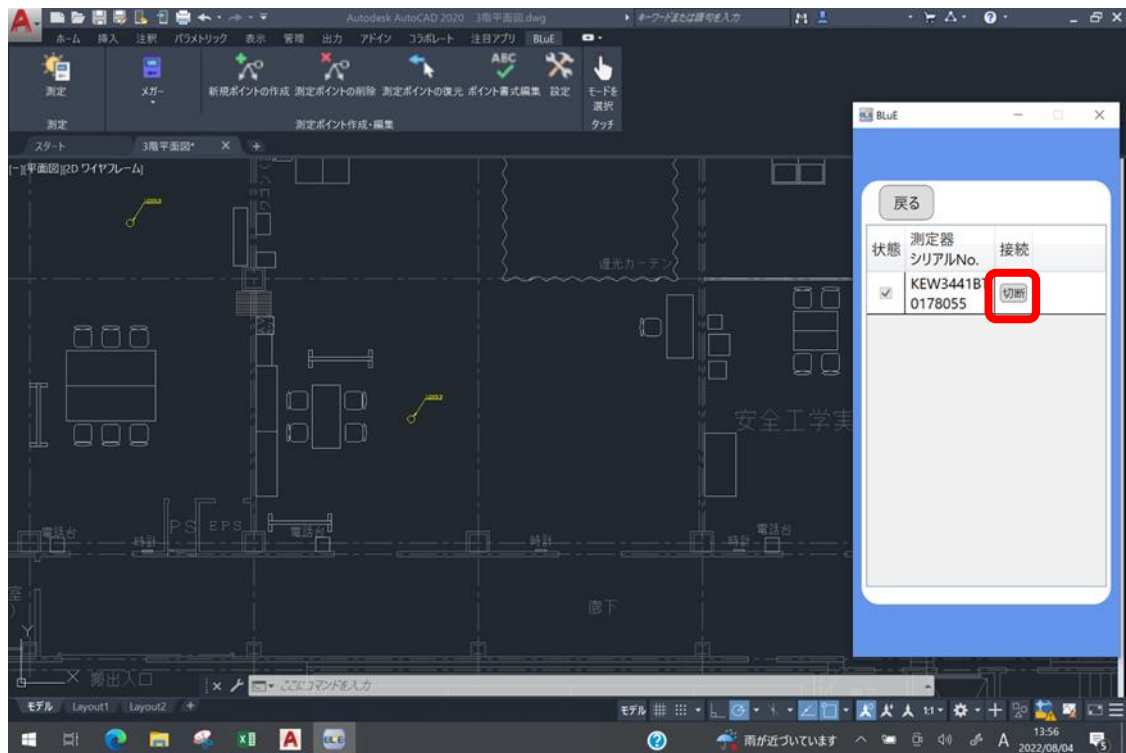 Autodesk AutoCAD 2020 3階平面図.dwg
キーワードまたは語句を入力
ホーム 挿入 注釈 パラメトリック 表示 管理 出力 アドイン コラボレート 注目アプリ BLuE
測定 メガー 新規ポイントの作成 測定ポイントの削除 測定ポイントの復元 ポイント書式編集 設定 モードを
選択
ABC
測定 測定ポイント作成・編集 タッチ
スタート 3階平面図* X +
[-][平面図][2D ワイヤフレーム]
BLuE
戻る
状態 測定器
シリアルNo. 接続
KEW3441BT
0178055
切断
遮光カーテン
安全工学実
PS EPS
電話台 時計 電話台 時計 時計 電話台
室
廊下
Y
X 搬出入口
ここにコマンドを入力
モデル Layout1 Layout2 +
モデル 1:1
雨が近づいています
A
13:56
2022/08/04
5